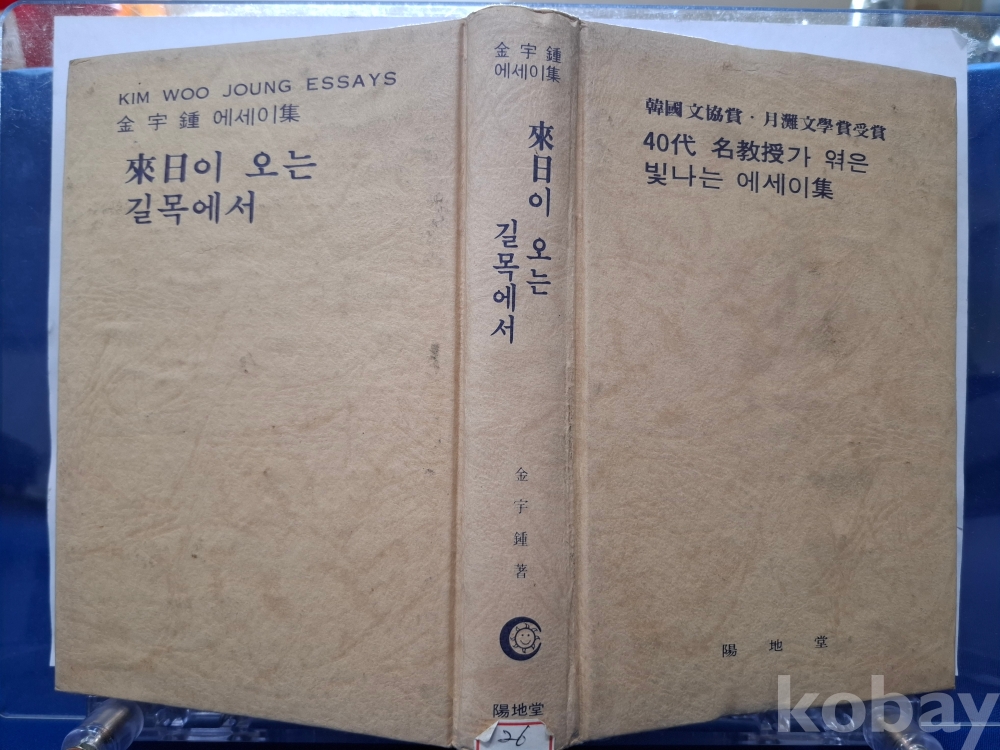 KIM WOO JOUNG ESSAYS
金宇鍾 에세이集
來日이 오는
길목에서
金宇鍾
에세이集
來日이 오는
길목에서
金宇鍾著
陽地堂
26
韓國文協賞·月灘文學賞受賞
40代 名教授가 엮은
빛나는 에세이集
陽地堂
kobay